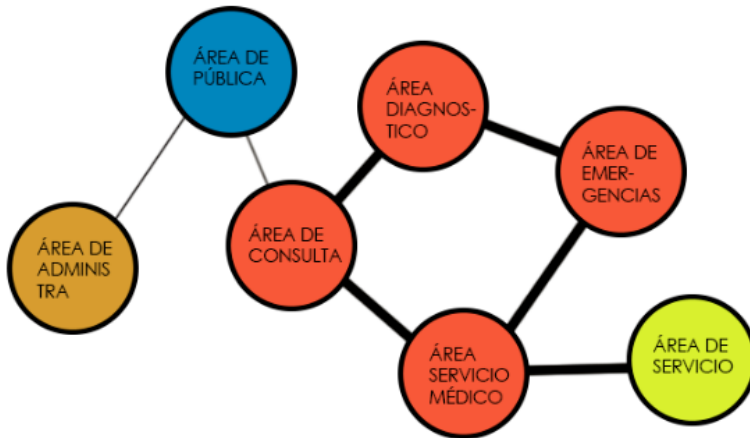 ÁREA DE
PÚBLICA
ÁREA
DIAGNOS-
TICO
ÁREA DE
EMER-
GENCIAS
ÁREA DE
CONSULTA
ÁREA DE
ADMINIS
TRA
ÁREA
SERVICIO
MÉDICO
ÁREA DE
SERVICIO